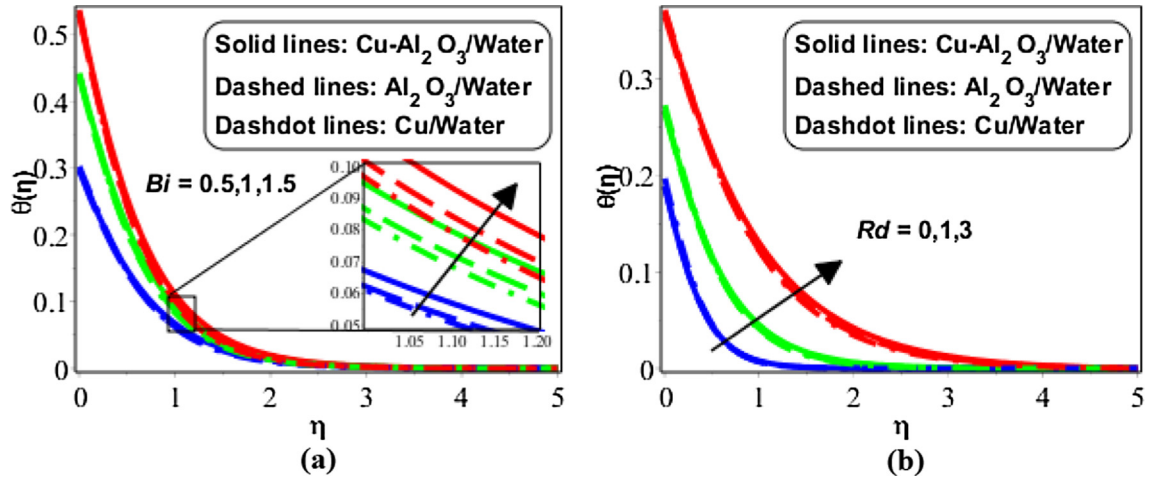 Solid lines: Cu-Al2O3/Water
Dashed lines: Al2O3/Water
Dashdot lines: Cu/Water
Bi = 0.5,1,1.5
θ(η)
0.5
0.4
0.3
0.2
0.1
0
0 1 2 3 4 5
η
0.10
0.09
0.08
0.07
0.06
0.05
1.05 1.10 1.15 1.20
(a)
Solid lines: Cu-Al2O3/Water
Dashed lines: Al2O3/Water
Dashdot lines: Cu/Water
Rd = 0,1,3
θ(η)
0.3
0.2
0.1
0
0 1 2 3 4 5
η
(b)